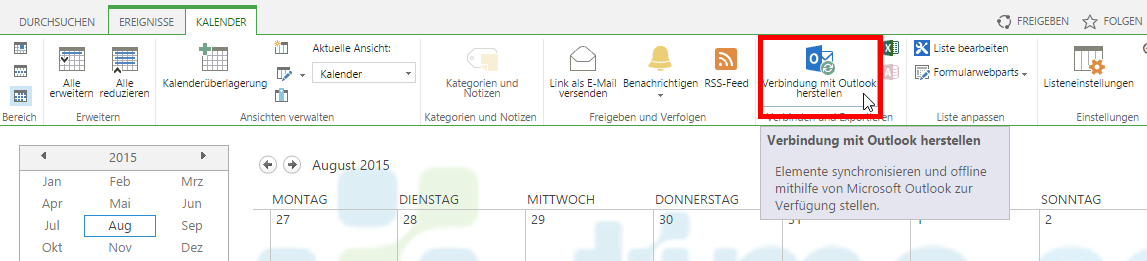 DURCHSUCHEN EREIGNISSE KALENDER FREIGEBEN FOLGEN
Alle erweitern
Alle reduzieren
Kalenderüberlagerung
Aktuelle Ansicht:
Kalender
Kategorien und Notizen
Link als E-Mail versenden
Benachrichtigen
RSS-Feed
Verbindung mit Outlook herstellen
Liste bearbeiten
Formularwebparts
Listeneinstellungen
Bereich Erweitern Ansichten verwalten Kategorien und Notizen Freigeben und Verfolgen Verbinden und Exportieren Liste anpassen Einstellungen
Verbindung mit Outlook herstellen
Elemente synchronisieren und offline
mithilfe von Microsoft Outlook zur
Verfügung stellen.
2015
Jan Feb Mrz
Apr Mai Jun
Jul Aug Sep
Okt Nov Dez
August 2015
MONTAG DIENSTAG MITTWOCH DONNERSTAG SONNTAG
27 28 29 30 31 1 2